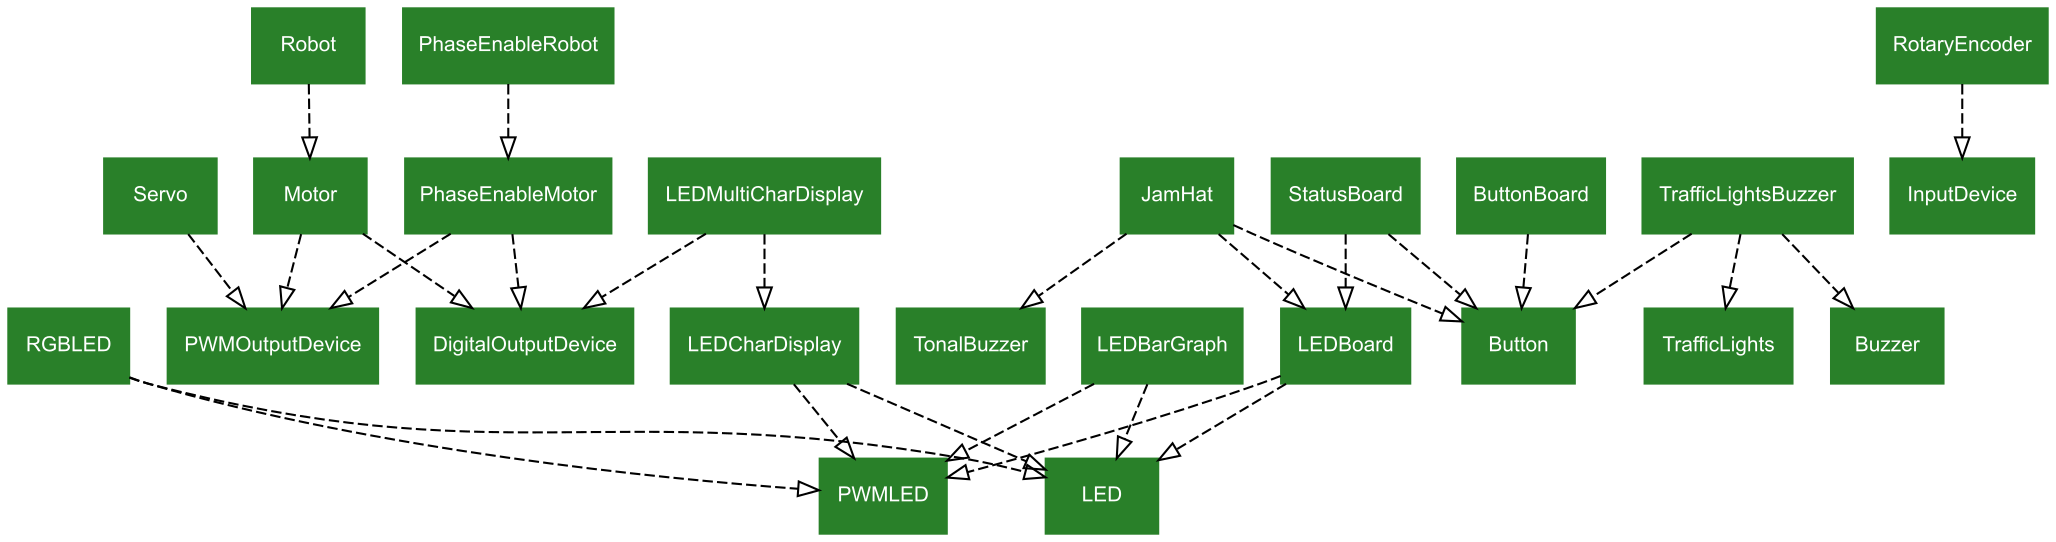 Robot
PhaseEnableRobot
RotaryEncoder
Servo
Motor
PhaseEnableMotor
LEDMultiCharDisplay
JamHat
StatusBoard
ButtonBoard
TrafficLightsBuzzer
InputDevice
RGBLED
PWMOutputDevice
DigitalOutputDevice
LEDCharDisplay
TonalBuzzer
LEDBarGraph
LEDBoard
Button
TrafficLights
Buzzer
PWMLED
LED